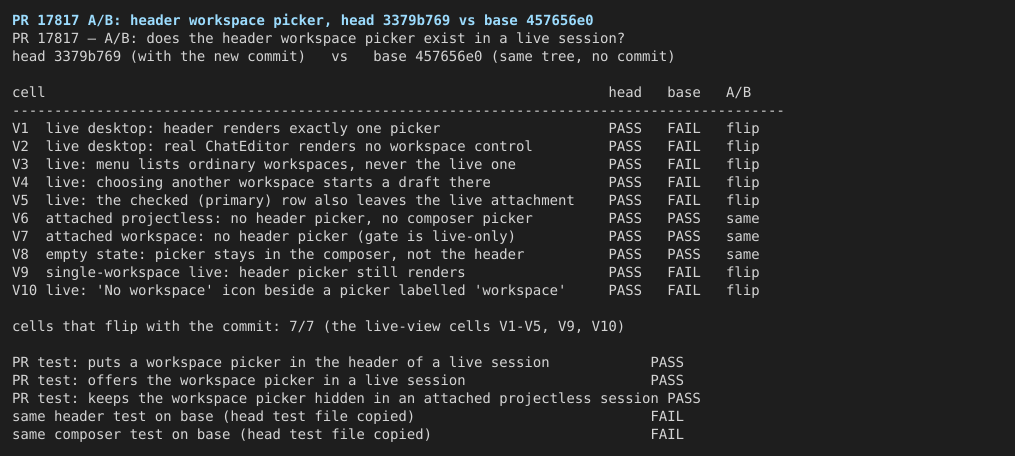 PR 17817 A/B: header workspace picker, head 3379b769 vs base 457656e0
PR 17817 — A/B: does the header workspace picker exist in a live session?
head 3379b769 (with the new commit)   vs   base 457656e0 (same tree, no commit)
cell                                                                   head   base   A/B
--------------------------------------------------------------------------------------------
V1  live desktop: header renders exactly one picker                    PASS   FAIL   flip
V2  live desktop: real ChatEditor renders no workspace control         PASS   FAIL   flip
V3  live: menu lists ordinary workspaces, never the live one           PASS   FAIL   flip
V4  live: choosing another workspace starts a draft there              PASS   FAIL   flip
V5  live: the checked (primary) row also leaves the live attachment    PASS   FAIL   flip
V6  attached projectless: no header picker, no composer picker         PASS   PASS   same
V7  attached workspace: no header picker (gate is live-only)           PASS   PASS   same
V8  empty state: picker stays in the composer, not the header          PASS   PASS   same
V9  single-workspace live: header picker still renders                 PASS   FAIL   flip
V10 live: 'No workspace' icon beside a picker labelled 'workspace'     PASS   FAIL   flip
cells that flip with the commit: 7/7 (the live-view cells V1-V5, V9, V10)
PR test: puts a workspace picker in the header of a live session            PASS
PR test: offers the workspace picker in a live session                      PASS
PR test: keeps the workspace picker hidden in an attached projectless session PASS
same header test on base (head test file copied)                            FAIL
same composer test on base (head test file copied)                          FAIL